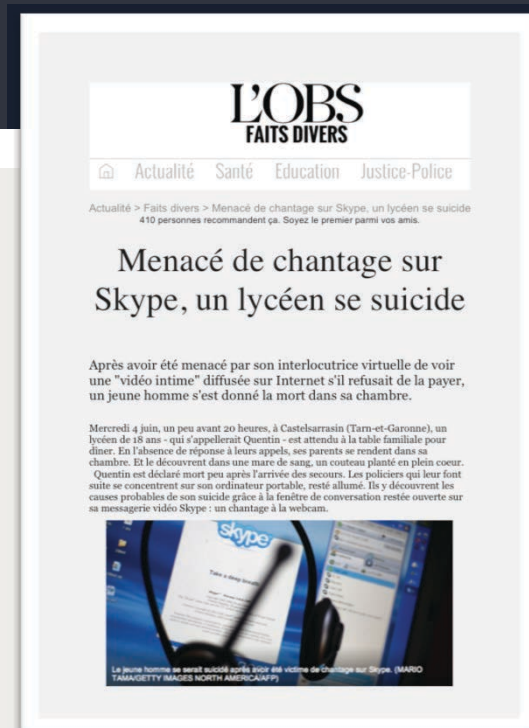 L'OBS
FAITS DIVERS
Actualité Santé Education Justice-Police
Actualité > Faits divers > Menacé de chantage sur Skype, un lycéen se suicide
410 personnes recommandent ça. Soyez le premier parmi vos amis.
Menacé de chantage sur
Skype, un lycéen se suicide
Après avoir été menacé par son interlocutrice virtuelle de voir
une "vidéo intime" diffusée sur Internet s'il refusait de la payer,
un jeune homme s'est donné la mort dans sa chambre.
Mercredi 4 juin, un peu avant 20 heures, à Castelsarrasin (Tarn-et-Garonne), un
lycéen de 18 ans - qui s'appellerait Quentin - est attendu à la table familiale pour
dîner. En l'absence de réponse à leurs appels, ses parents se rendent dans sa
chambre. Et le découvrent dans une mare de sang, un couteau planté en plein coeur.
Quentin est déclaré mort peu après l'arrivée des secours. Les policiers qui leur font
suite se concentrent sur son ordinateur portable, resté allumé. Ils y découvrent les
causes probables de son suicide grâce à la fenêtre de conversation restée ouverte sur
sa messagerie vidéo Skype : un chantage à la webcam.
skype
Take a deep breath
Le jeune homme se serait suicidé après avoir été victime de chantage sur Skype. (MARIO
TAMA/GETTY IMAGES NORTH AMERICA/AFP)